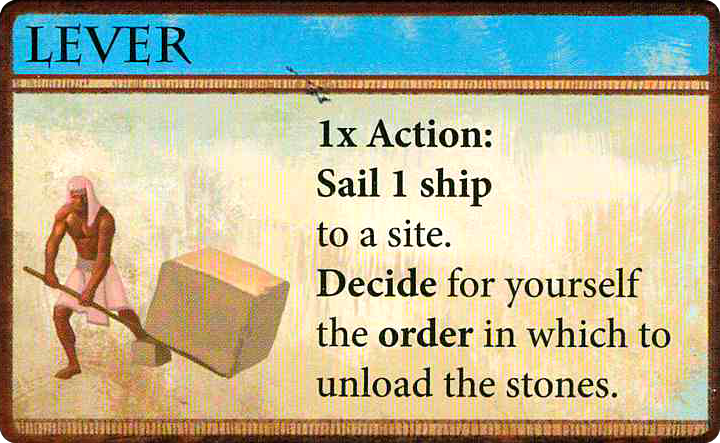 LEVER
1x Action:
Sail 1 ship
to a site.
Decide for yourself
the order in which to
unload the stones.